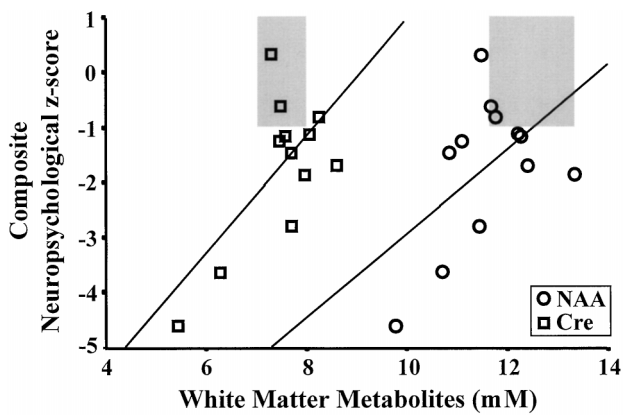 Composite
Neuropsychological z-score
1
0
-1
-2
-3
-4
-5
4 6 8 10 12 14
White Matter Metabolites (mM)
NAA
Cre